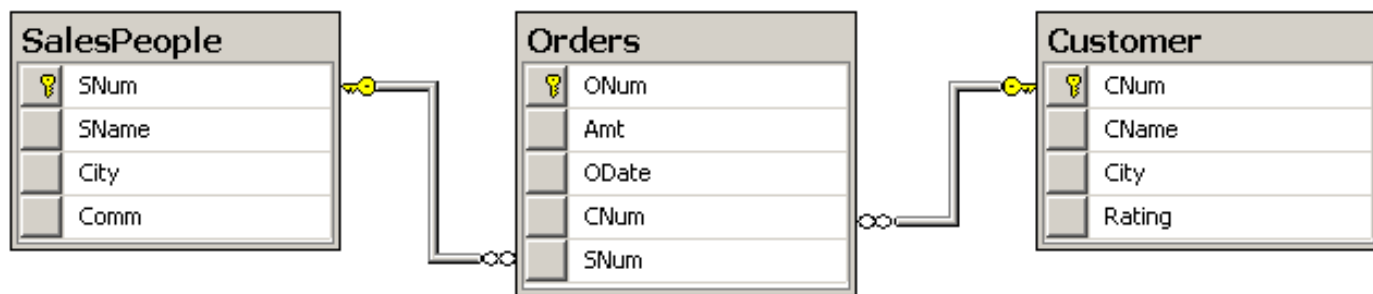 SalesPeople
SNum
SName
City
Comm
Orders
ONum
Amt
ODate
CNum
SNum
Customer
CNum
CName
City
Rating